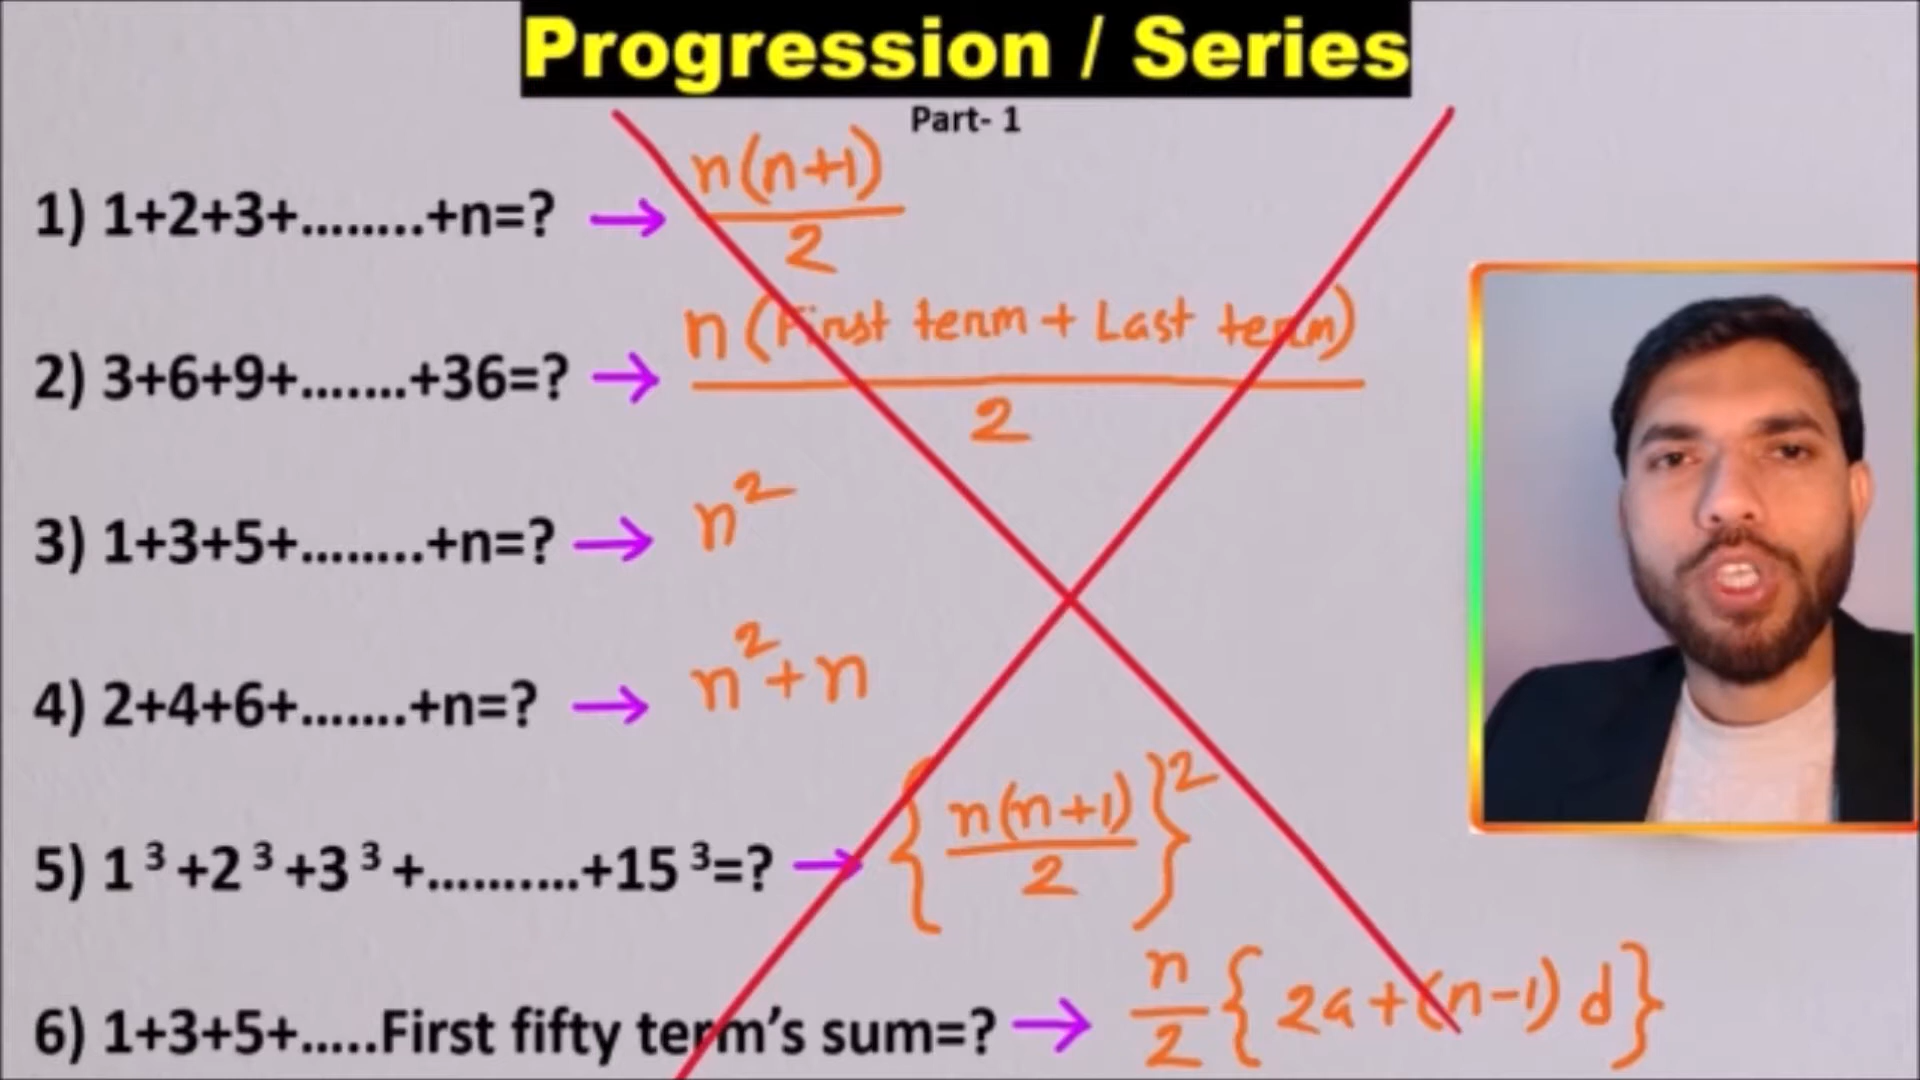 Progression / Series
Part- 1
1) 1+2+3+........+n=? → n(n+1)/2
2) 3+6+9+.......+36=? → n(First term + Last term)/2
3) 1+3+5+........+n=? → n²
4) 2+4+6+.......+n=? → n²+n
5) 1³+2³+3³+..........+15³=? → {n(n+1)/2}²
6) 1+3+5+.....First fifty term's sum=? → n/2{2a+(n-1)d}